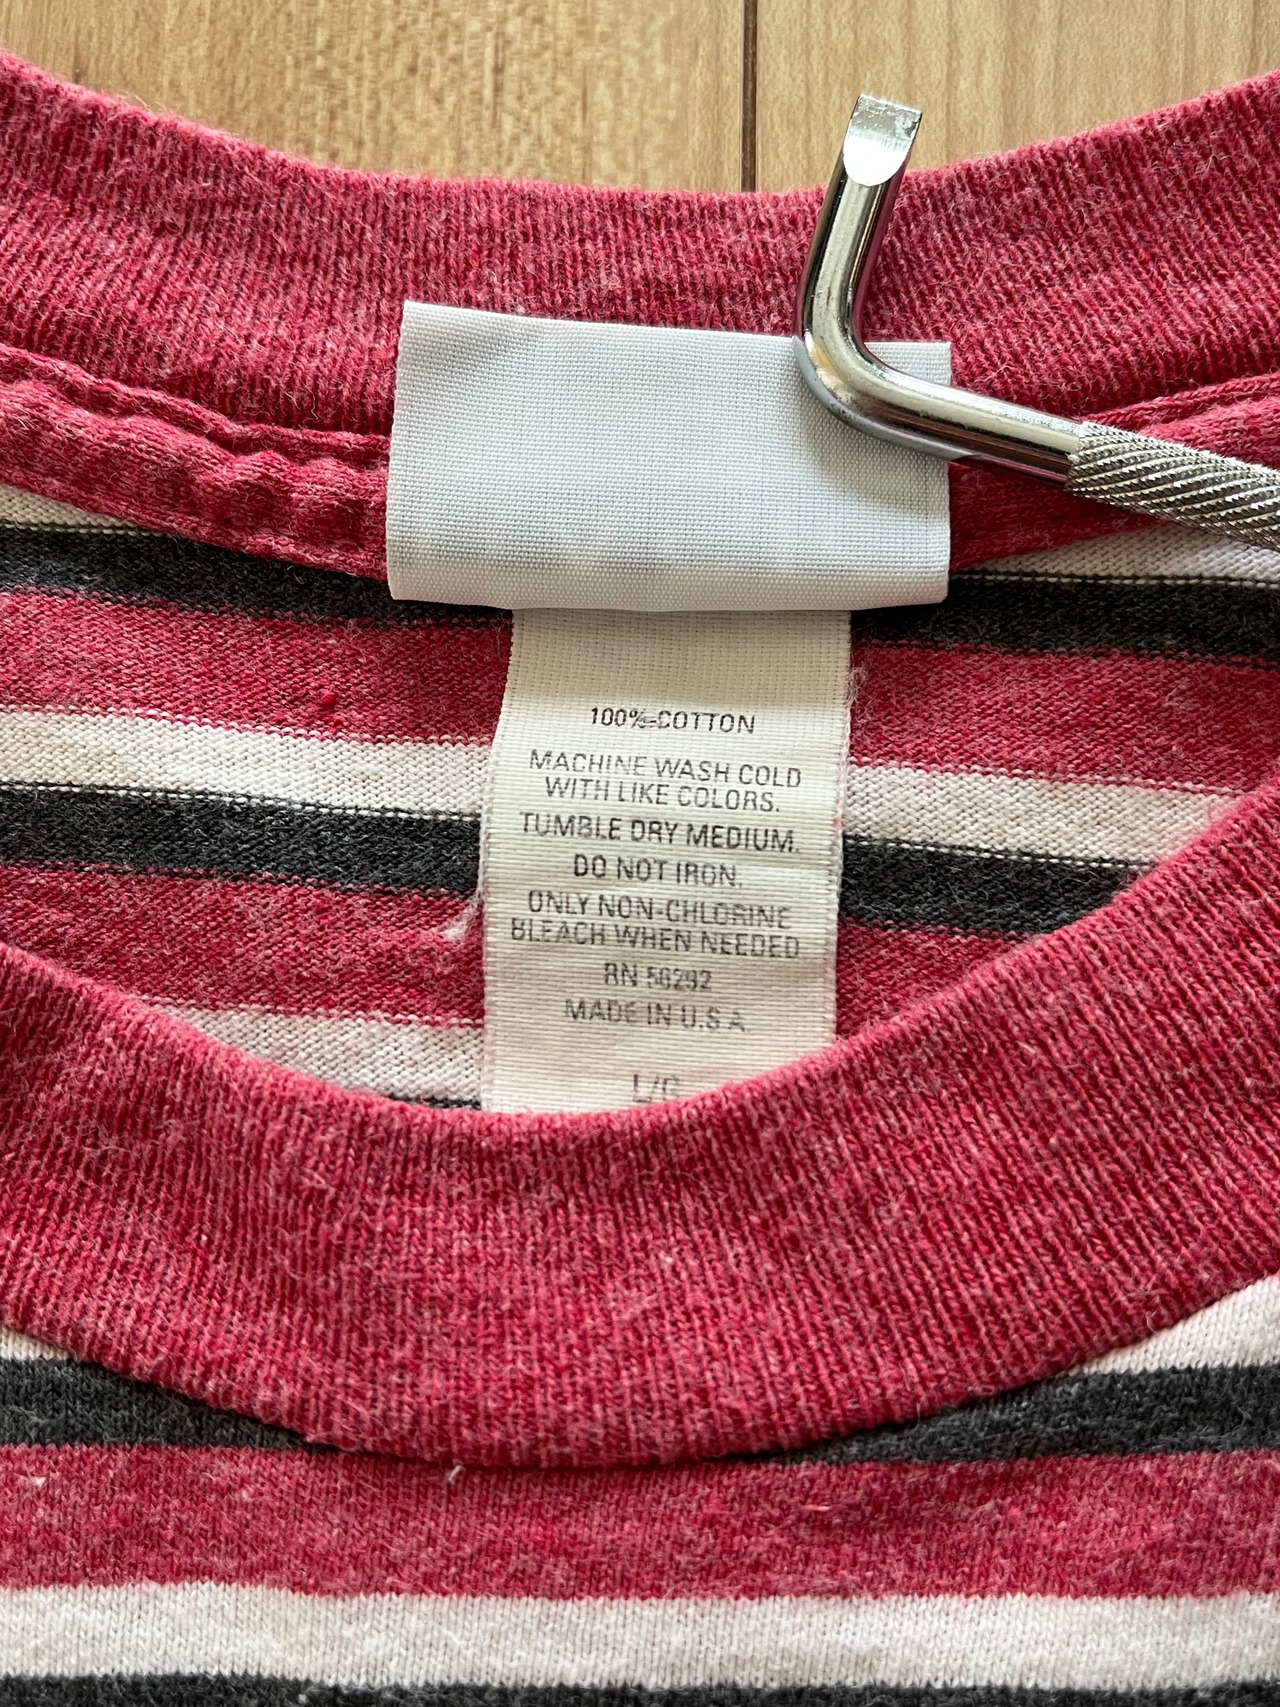 100% COTTON
MACHINE WASH COLD
WITH LIKE COLORS.
TUMBLE DRY MEDIUM.
DO NOT IRON.
ONLY NON-CHLORINE
BLEACH WHEN NEEDED
RN 56292
MADE IN U.S.A.
L/G